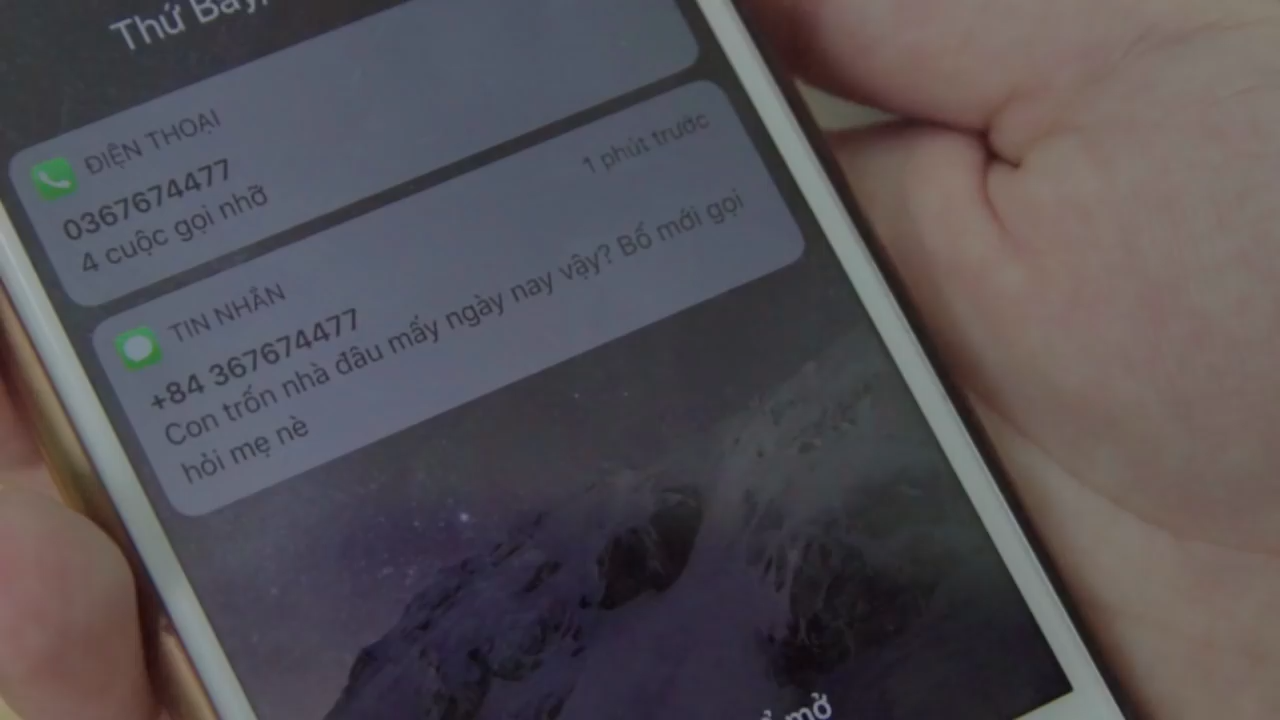 Thứ Bảy,
ĐIỆN THOẠI
0367674477
4 cuộc gọi nhỡ
TIN NHẮN
1 phút trước
+84 367674477
Con trốn nhà đâu mấy ngày nay vậy? Bố mới gọi
hỏi mẹ nè
mở